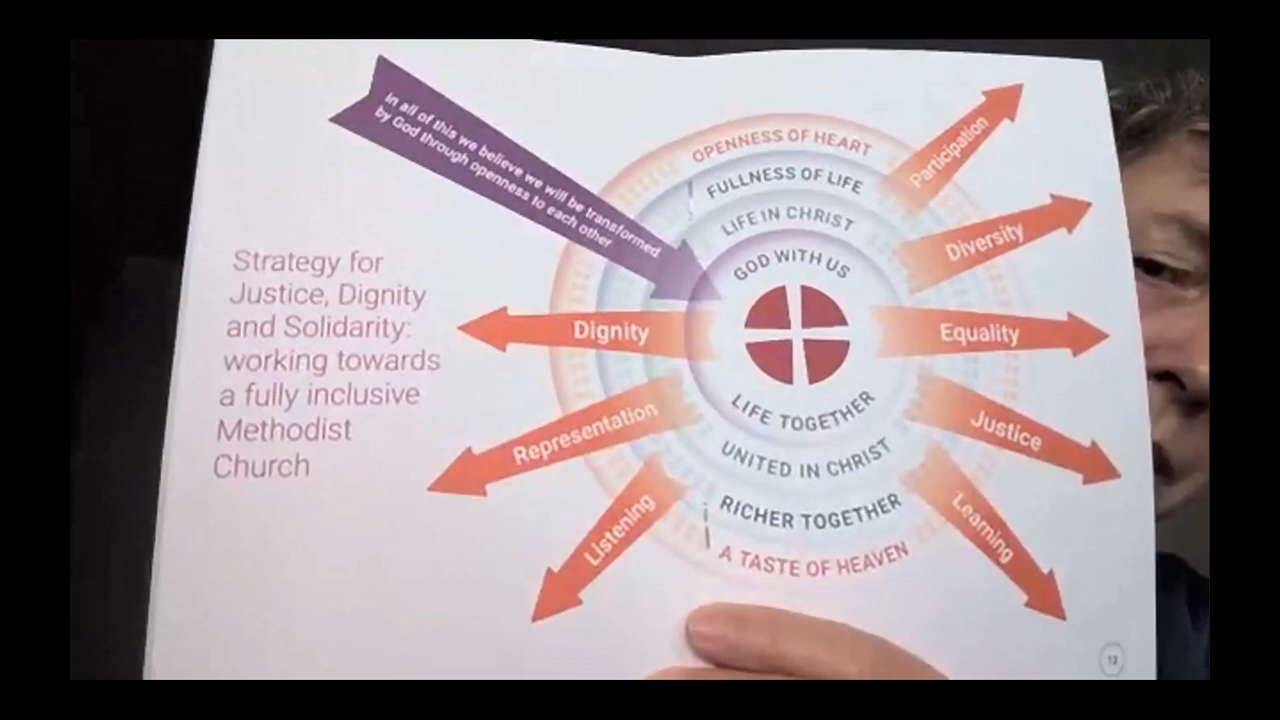 In all of this we believe we will be transformed
by God through openness to each other
Strategy for
Justice, Dignity
and Solidarity:
working towards
a fully inclusive
Methodist
Church
OPENNESS OF HEART
FULLNESS OF LIFE
LIFE IN CHRIST
GOD WITH US
LIFE TOGETHER
UNITED IN CHRIST
RICHER TOGETHER
A TASTE OF HEAVEN
Participation
Diversity
Equality
Justice
Learning
Dignity
Representation
Listening
13